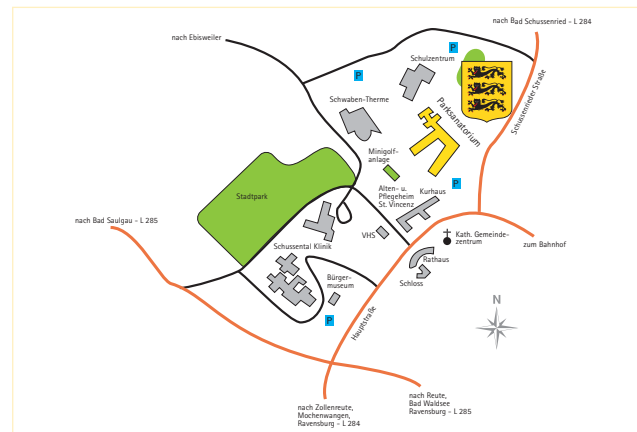 nach Bad Schussenried – L 284
nach Ebisweiler
P
Schulzentrum
P
Schwaben-Therme
Parksanatorium
Schussenrieder Straße
Minigolf-
anlage
P
Stadtpark
Alten- u.
Pflegeheim
St. Vincenz
Kurhaus
nach Bad Saulgau – L 285
VHS
Kath. Gemeinde-
zentrum
zum Bahnhof
Schussental Klinik
Rathaus
Schloss
Bürger-
museum
P
Hauptstraße
N
nach Zollenreute,
Mochenwangen,
Ravensburg – L 284
nach Reute,
Bad Waldsee
Ravensburg – L 285